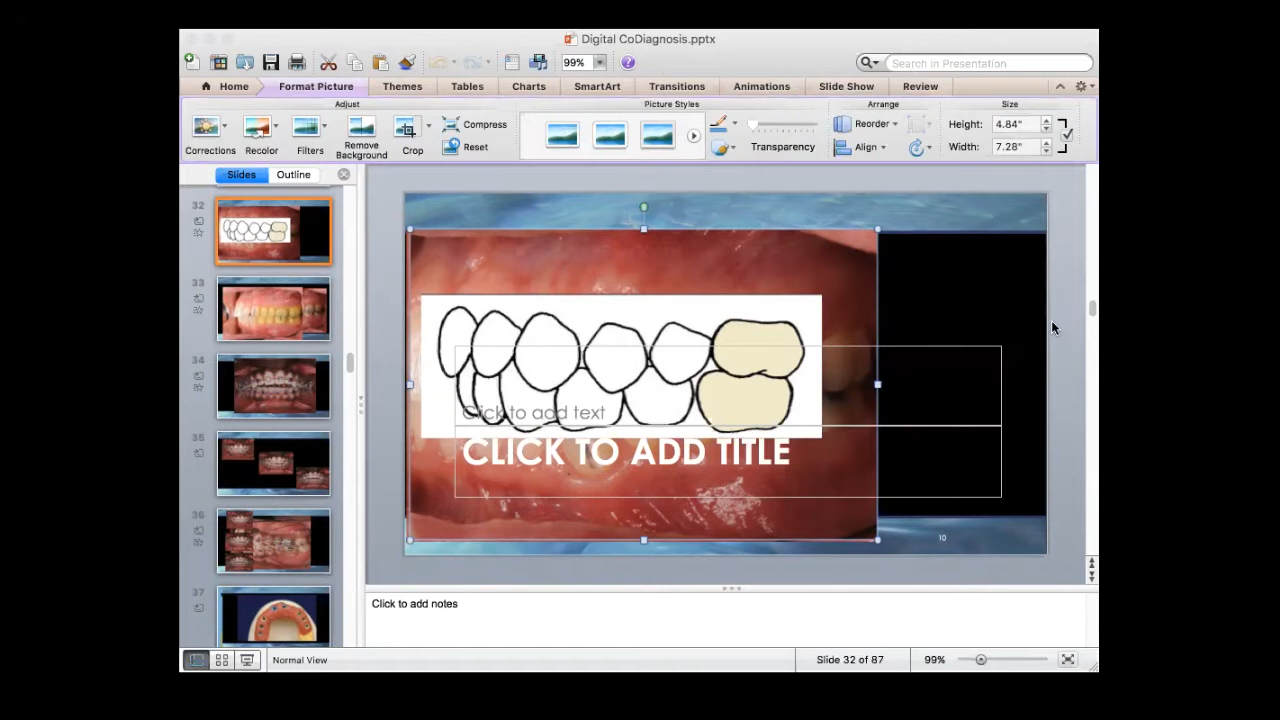 Digital CoDiagnosis.pptx
99%
Search in Presentation
Home
Format Picture
Themes
Tables
Charts
SmartArt
Transitions
Animations
Slide Show
Review
Adjust
Picture Styles
Arrange
Size
Corrections
Recolor
Filters
Remove
Background
Crop
Compress
Reset
Transparency
Reorder
Align
Height: 4.84"
Width: 7.28"
Slides
Outline
32
33
34
35
36
37
Click to add text
CLICK TO ADD TITLE
10
Click to add notes
Normal View
Slide 32 of 87
99%